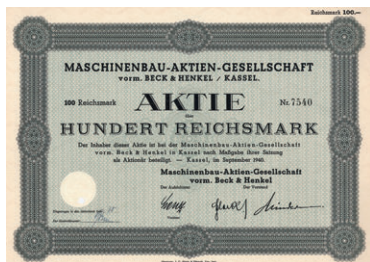 Reichsmark 100.—
MASCHINENBAU-AKTIEN-GESELLSCHAFT
vorm. BECK & HENKEL / KASSEL.
100 Reichsmark AKTIE Nr. 7540
über
HUNDERT REICHSMARK
Der Inhaber dieser Aktie ist bei der Maschinenbau-Aktien-Gesellschaft
vorm. Beck & Henkel in Kassel nach Maßgabe ihrer Satzung
als Aktionär beteiligt. — Kassel, im September 1940.
Maschinenbau-Aktien-Gesellschaft
vorm. Beck & Henkel
Der Aufsichtsrat: Der Vorstand: